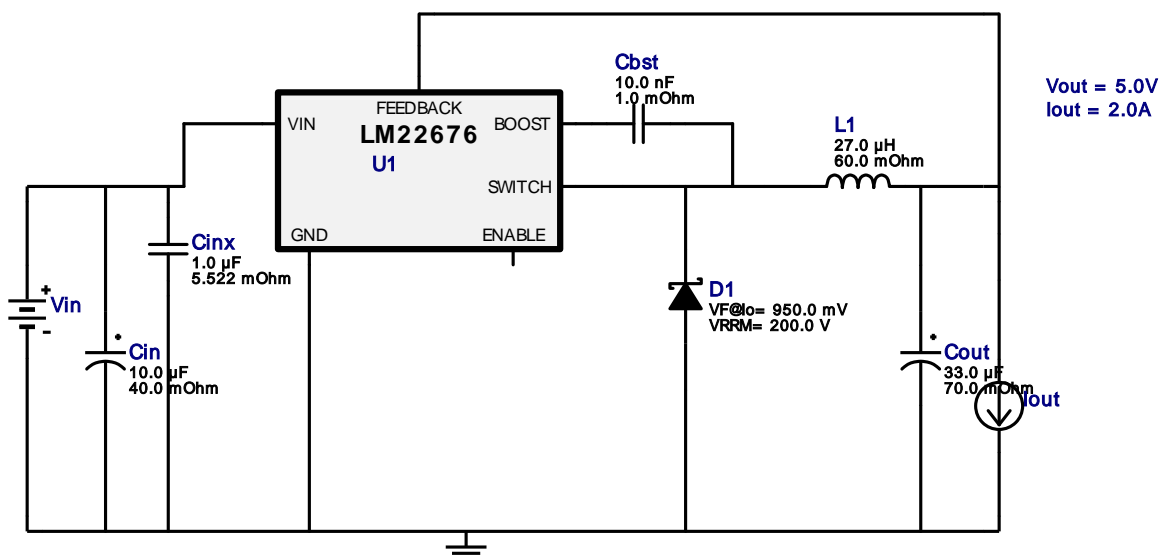 Cbst
10.0 nF
1.0 mOhm
Vout = 5.0V
Iout = 2.0A
FEEDBACK
VIN
LM22676
BOOST
U1
L1
27.0 µH
60.0 mOhm
SWITCH
GND
ENABLE
Cinx
1.0 µF
5.522 mOhm
+
Vin
-
D1
VF@Io= 950.0 mV
VRRM= 200.0 V
Cin
10.0 µF
40.0 mOhm
Cout
33.0 µF
70.0 mOhm
Iout